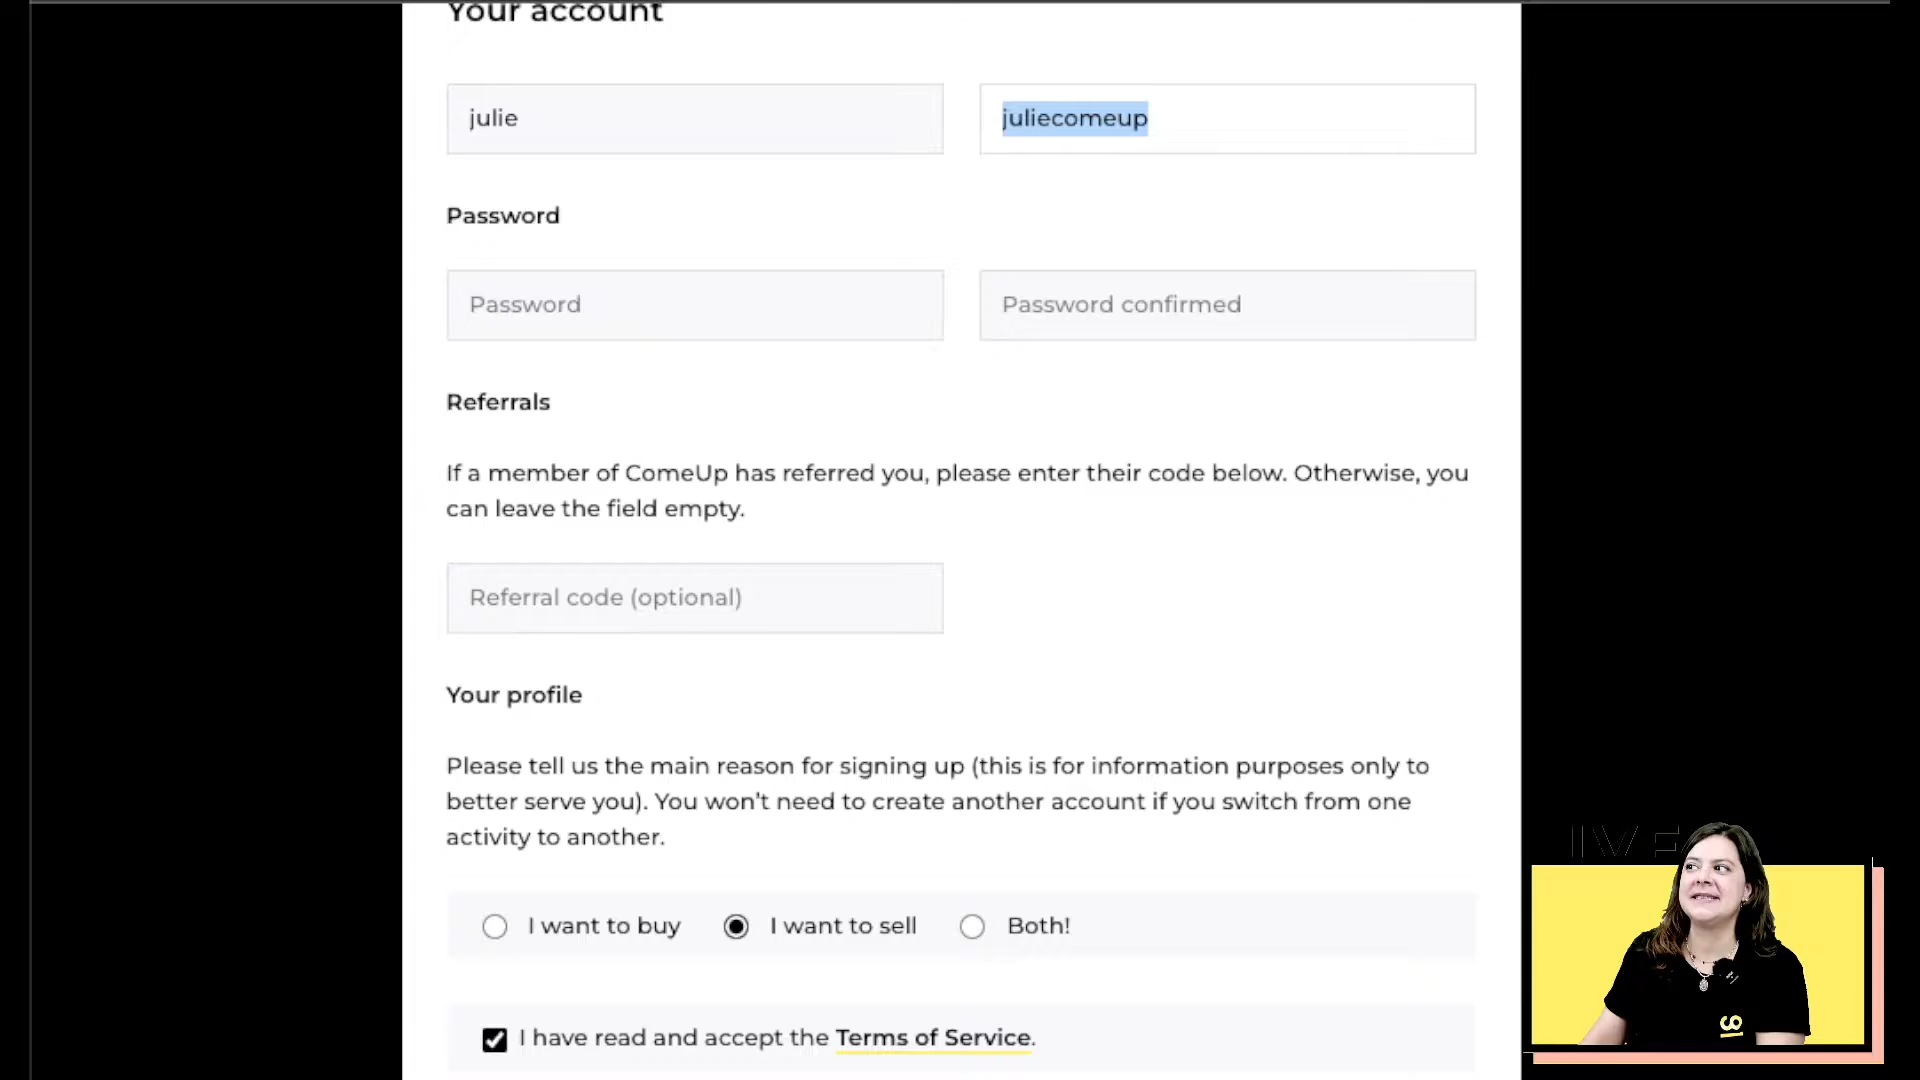 Your account
julie
juliecomeup
Password
Password
Password confirmed
Referrals
If a member of ComeUp has referred you, please enter their code below. Otherwise, you
can leave the field empty.
Referral code (optional)
Your profile
Please tell us the main reason for signing up (this is for information purposes only to
better serve you). You won't need to create another account if you switch from one
activity to another.
I want to buy
I want to sell
Both!
I have read and accept the Terms of Service.